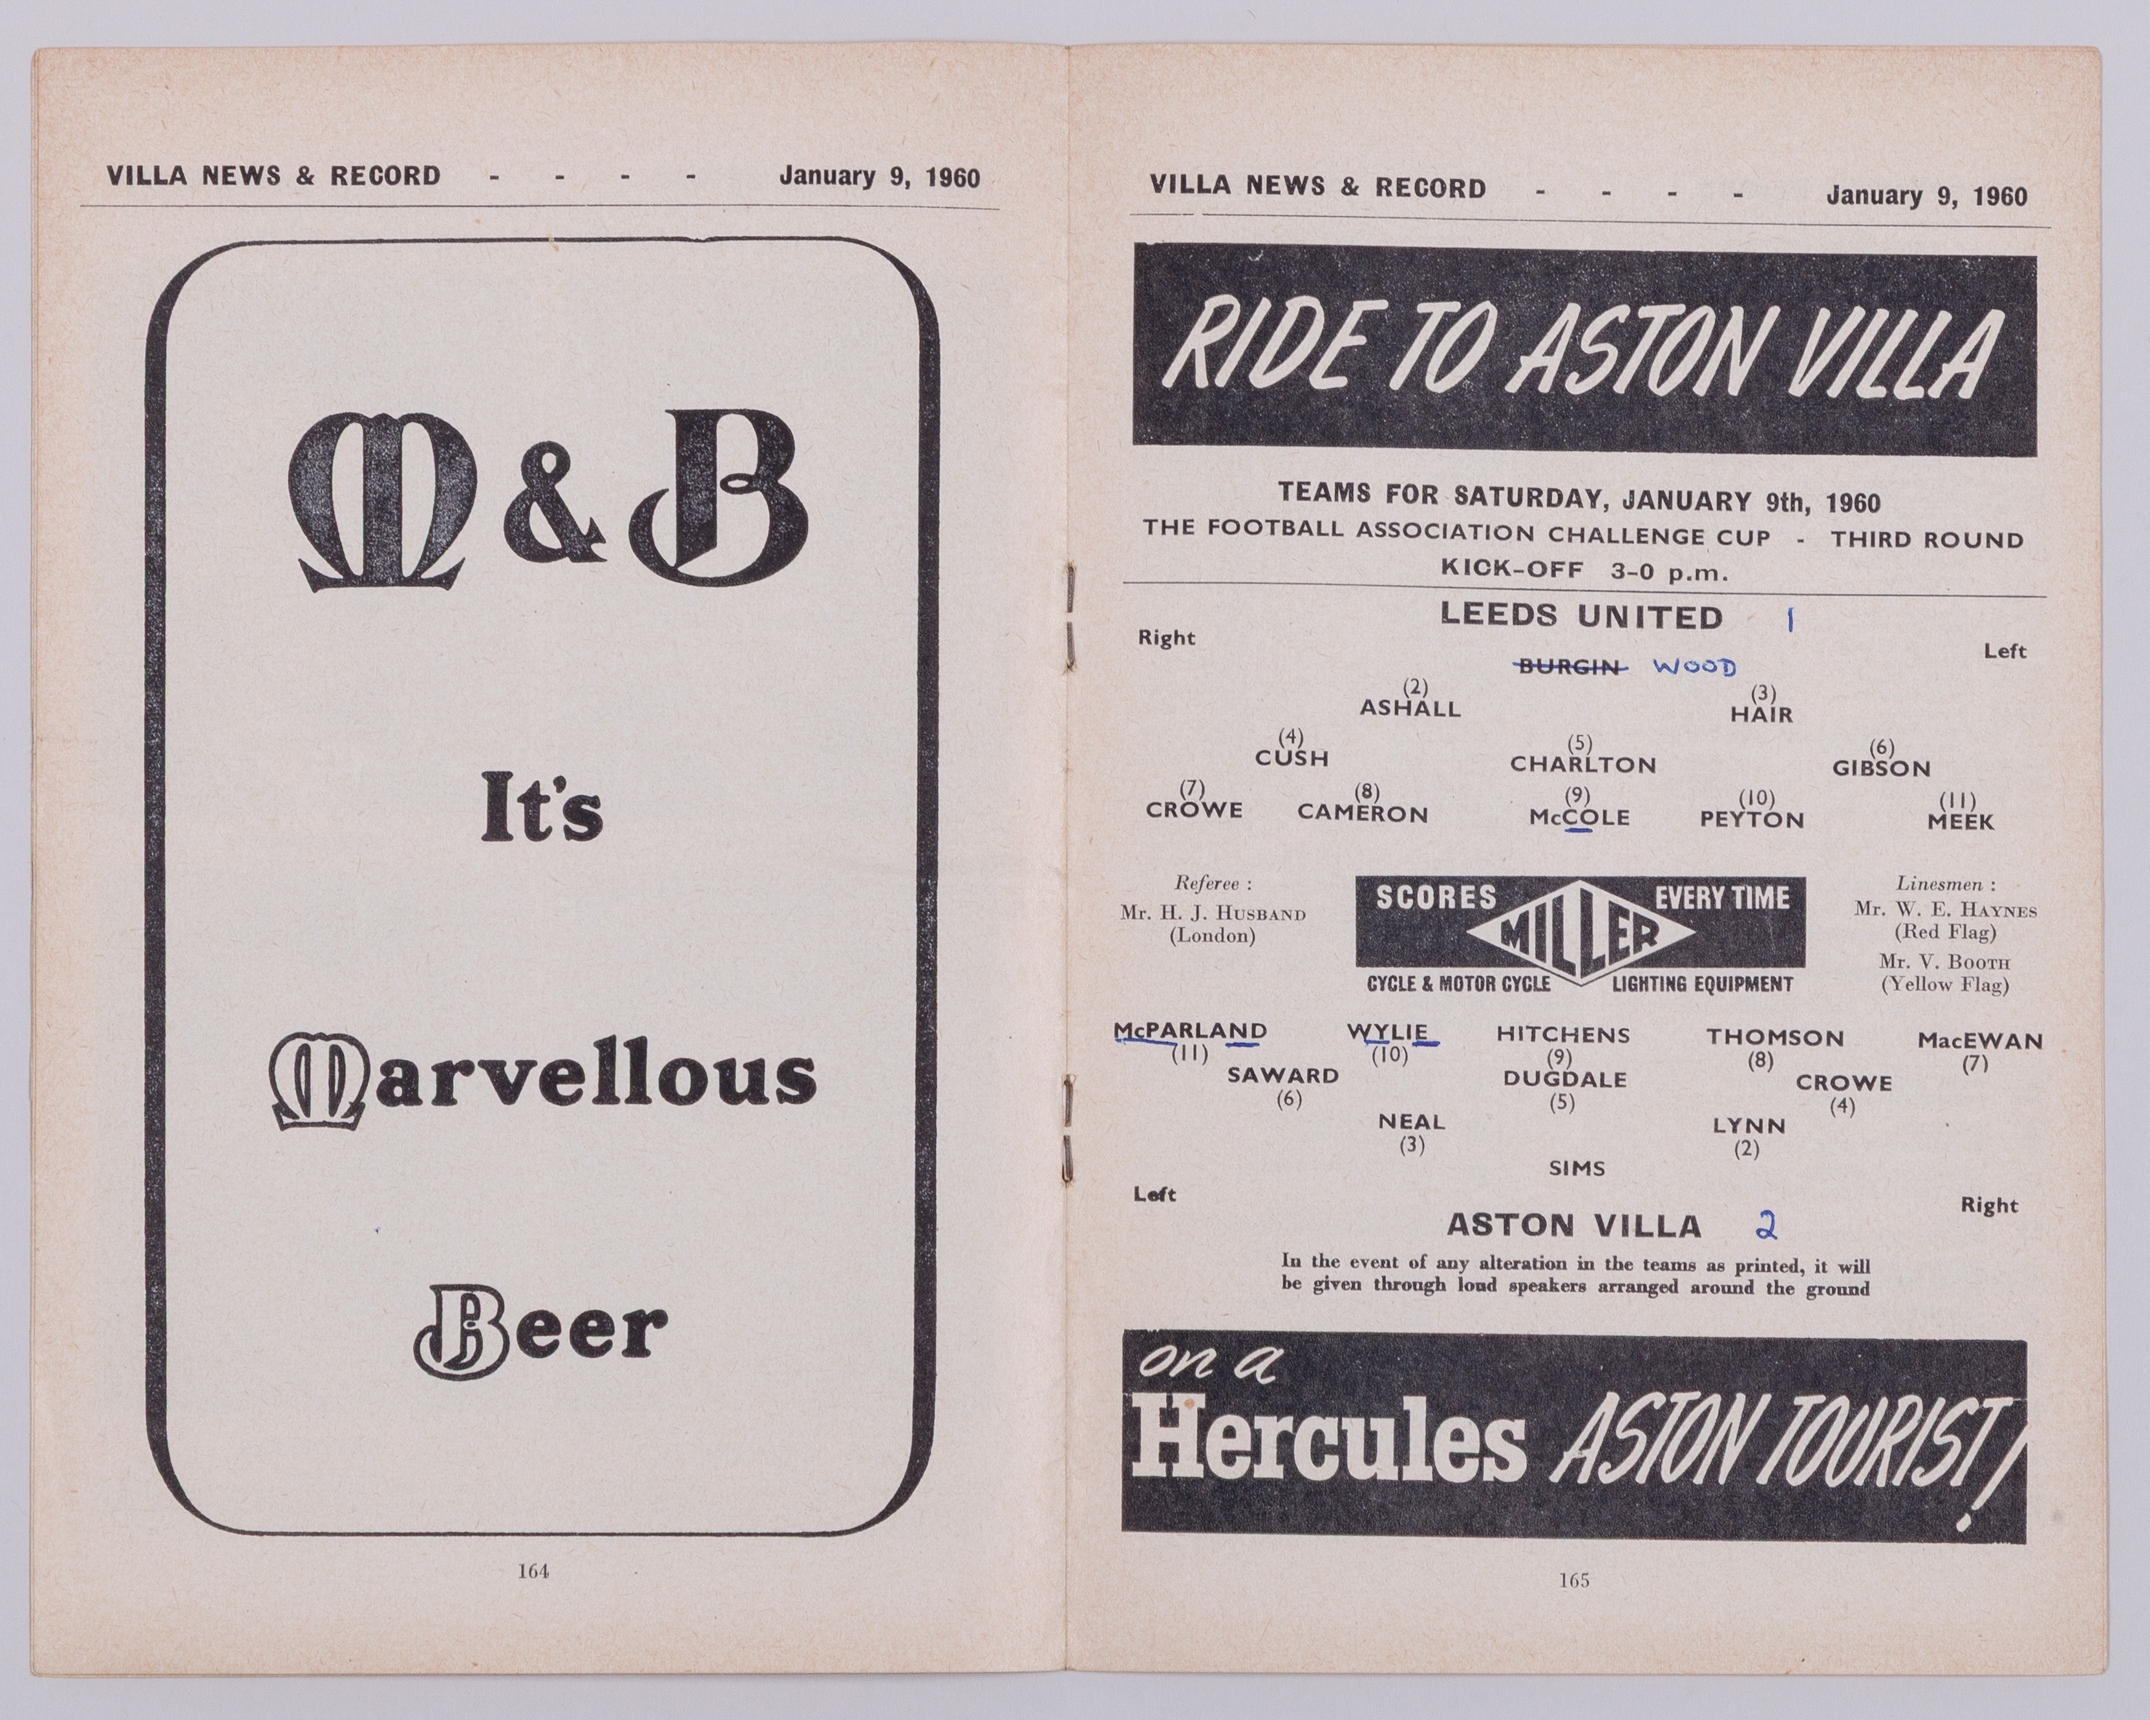 VILLA NEWS & RECORD - - - - January 9, 1960
M & B
It's
Marvellous
Beer
164
VILLA NEWS & RECORD - - - - January 9, 1960
RIDE TO ASTON VILLA
TEAMS FOR SATURDAY, JANUARY 9th, 1960
THE FOOTBALL ASSOCIATION CHALLENGE CUP - THIRD ROUND
KICK-OFF 3-0 p.m.
LEEDS UNITED 1
Right Left
BURGIN WOOD
(2) (3)
ASHALL HAIR
(4) (5) (6)
CUSH CHARLTON GIBSON
(7) (8) (9) (10) (11)
CROWE CAMERON McCOLE PEYTON MEEK
Referee :
Mr. H. J. HUSBAND
(London)
SCORES MILLER EVERY TIME
CYCLE & MOTOR CYCLE LIGHTING EQUIPMENT
Linesmen :
Mr. W. E. HAYNES
(Red Flag)
Mr. V. BOOTH
(Yellow Flag)
McPARLAND WYLIE HITCHENS THOMSON MacEWAN
(11) (10) (9) (8) (7)
SAWARD DUGDALE CROWE
(6) (5) (4)
NEAL LYNN
(3) (2)
SIMS
Left Right
ASTON VILLA 2
In the event of any alteration in the teams as printed, it will
be given through loud speakers arranged around the ground
on a
Hercules ASTON TOURIST!
165